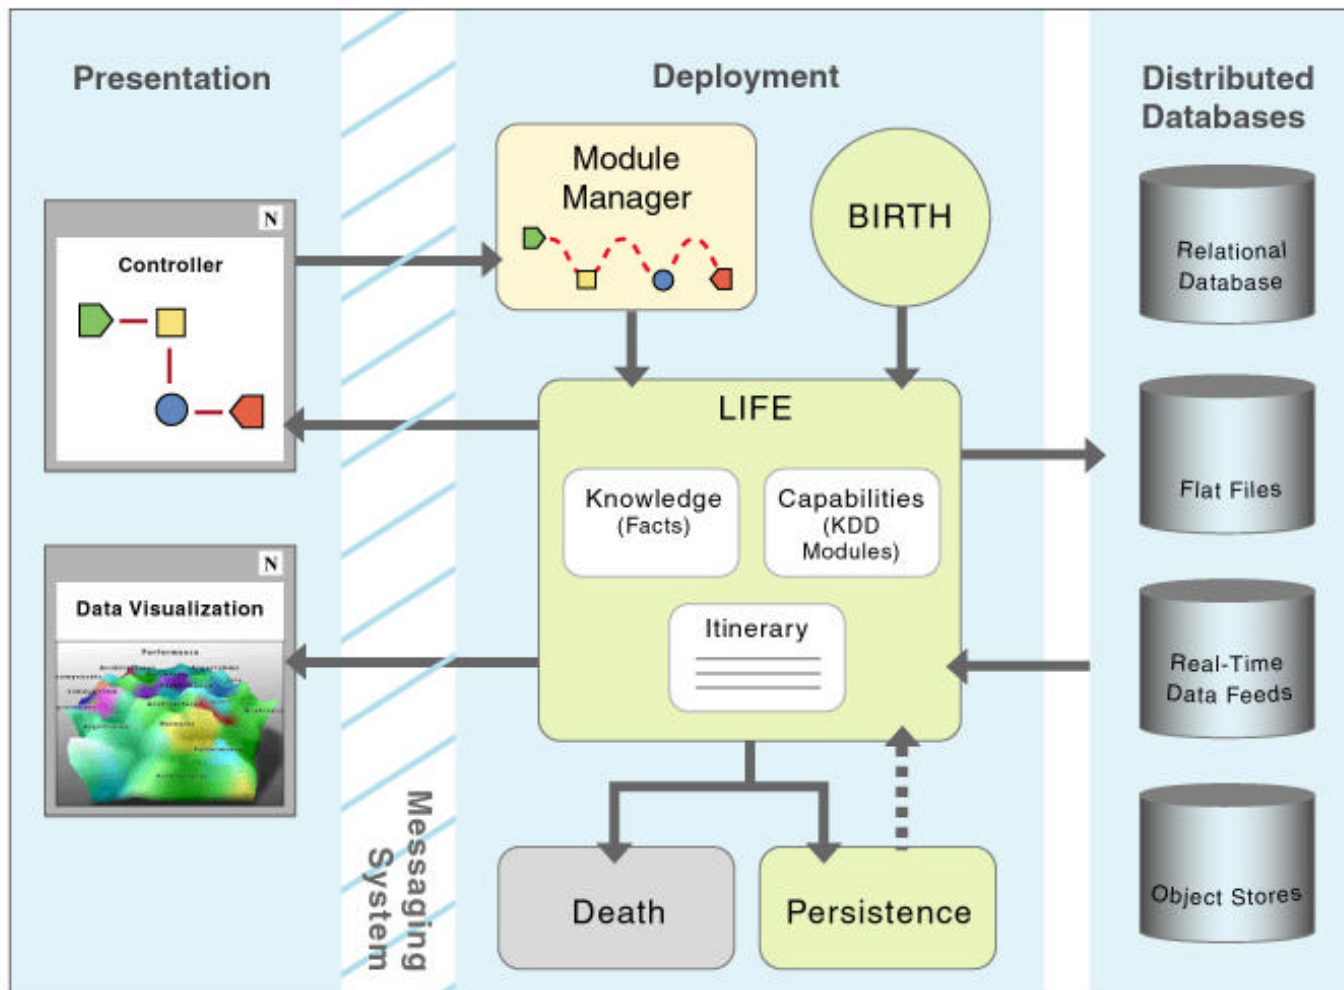 Presentation
Deployment
Distributed
Databases
N
Controller
N
Data Visualization
Performance
Messaging
System
Module
Manager
BIRTH
LIFE
Knowledge
(Facts)
Capabilities
(KDD
Modules)
Itinerary
Death
Persistence
Relational
Database
Flat Files
Real-Time
Data Feeds
Object Stores